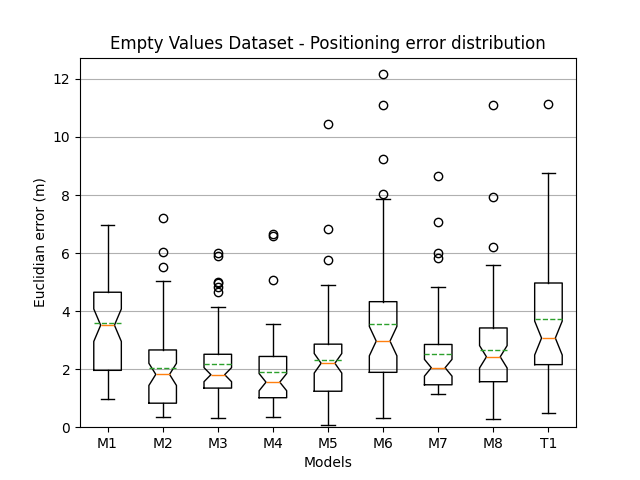 Empty Values Dataset - Positioning error distribution
12
10
8
6
4
2
0
Euclidian error (m)
M1 M2 M3 M4 M5 M6 M7 M8 T1
Models